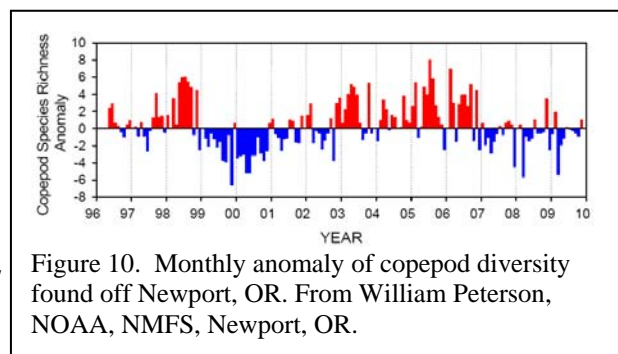 10
8
6
4
2
0
-2
-4
-6
-8
Copepod Species Richness
Anomaly
96 97 98 99 00 01 02 03 04 05 06 07 08 09 10
YEAR
Figure 10.  Monthly anomaly of copepod diversity
found off Newport, OR. From William Peterson,
NOAA, NMFS, Newport, OR.